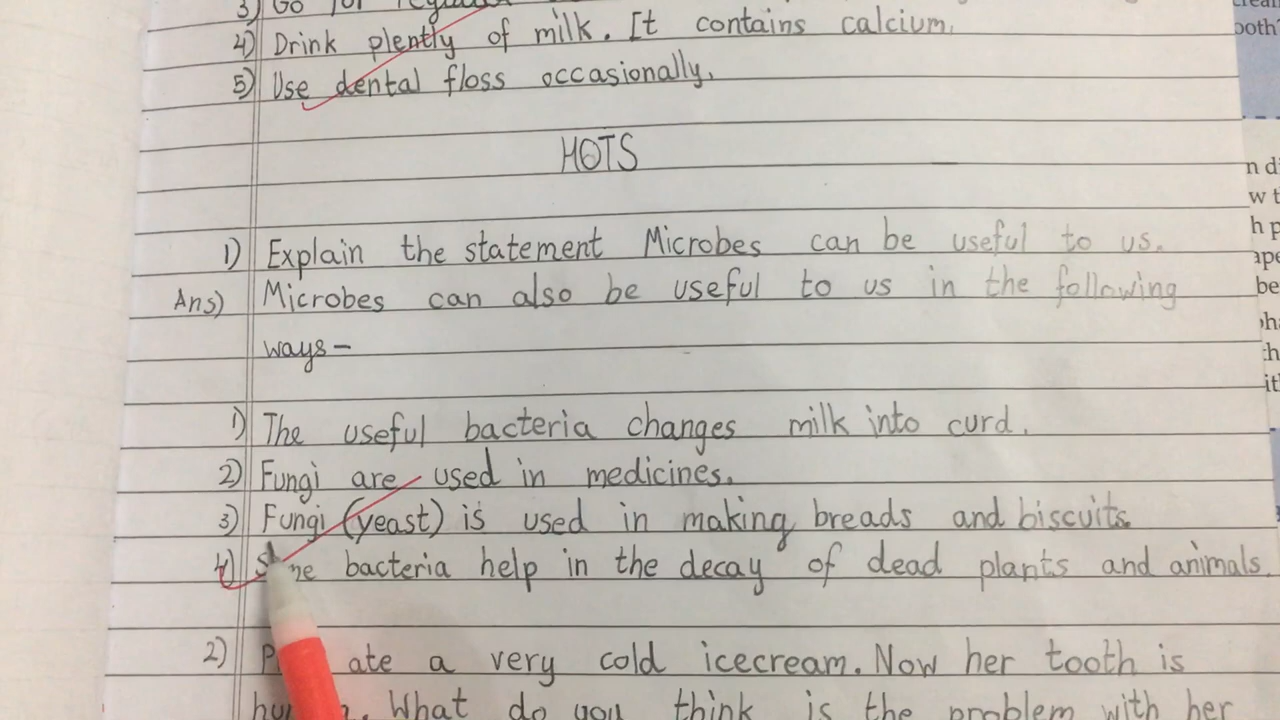 3) Go for
4) Drink plently of milk. It contains calcium.
5) Use dental floss occasionally.
HOTS
1) Explain the statement Microbes can be useful to us.
Ans) Microbes can also be useful to us in the following
ways-
1) The useful bacteria changes milk into curd.
2) Fungi are used in medicines.
3) Fungi (yeast) is used in making breads and biscuits.
4) bacteria help in the decay of dead plants and animals.
2) ate a very cold icecream. Now her tooth is
What do you think is the problem with her